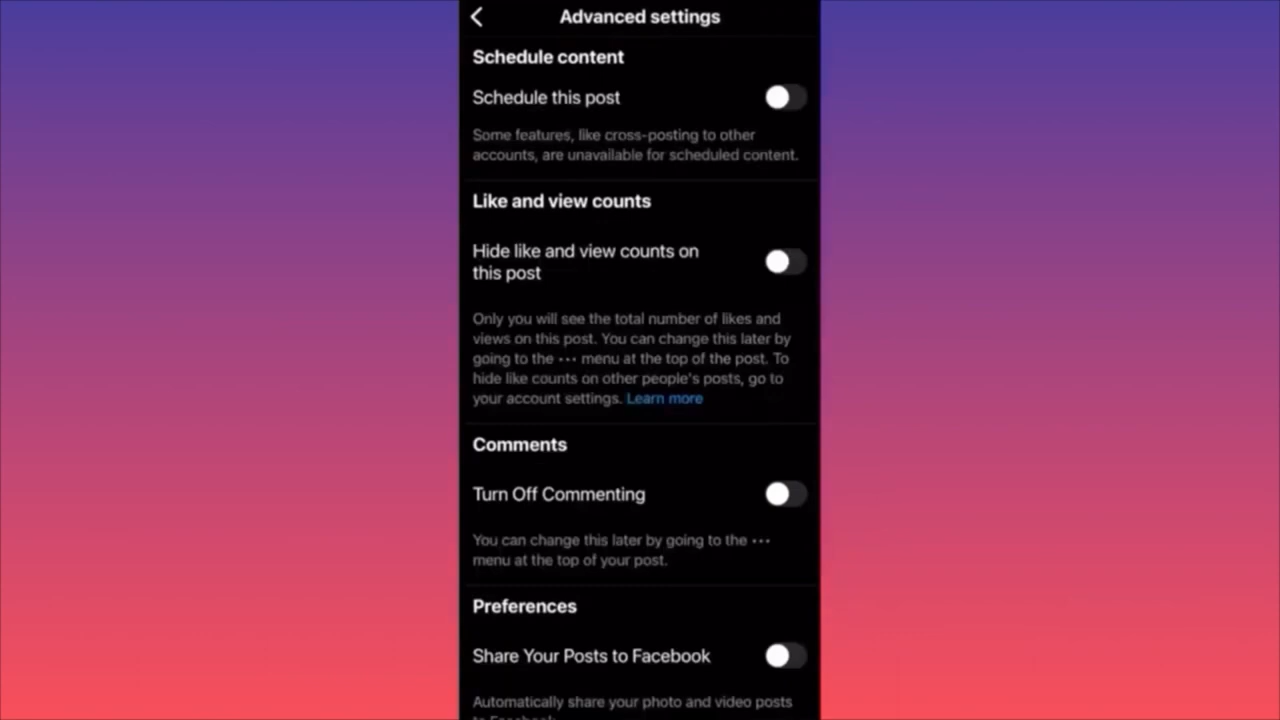 Advanced settings
Schedule content
Schedule this post
Some features, like cross-posting to other
accounts, are unavailable for scheduled content.
Like and view counts
Hide like and view counts on
this post
Only you will see the total number of likes and
views on this post. You can change this later by
going to the ••• menu at the top of the post. To
hide like counts on other people's posts, go to
your account settings. Learn more
Comments
Turn Off Commenting
You can change this later by going to the •••
menu at the top of your post.
Preferences
Share Your Posts to Facebook
Automatically share your photo and video posts
to Facebook